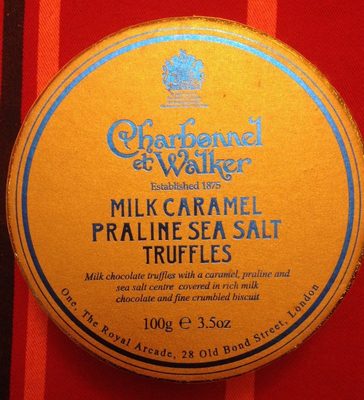 Charbonnel
et Walker
Established 1875
MILK CARAMEL
PRALINE SEA SALT
TRUFFLES
Milk chocolate truffles with a caramel, praline and
sea salt centre covered in rich milk
chocolate and fine crumbled biscuit
100g e 3.5oz
One, The Royal Arcade, 28 Old Bond Street, London